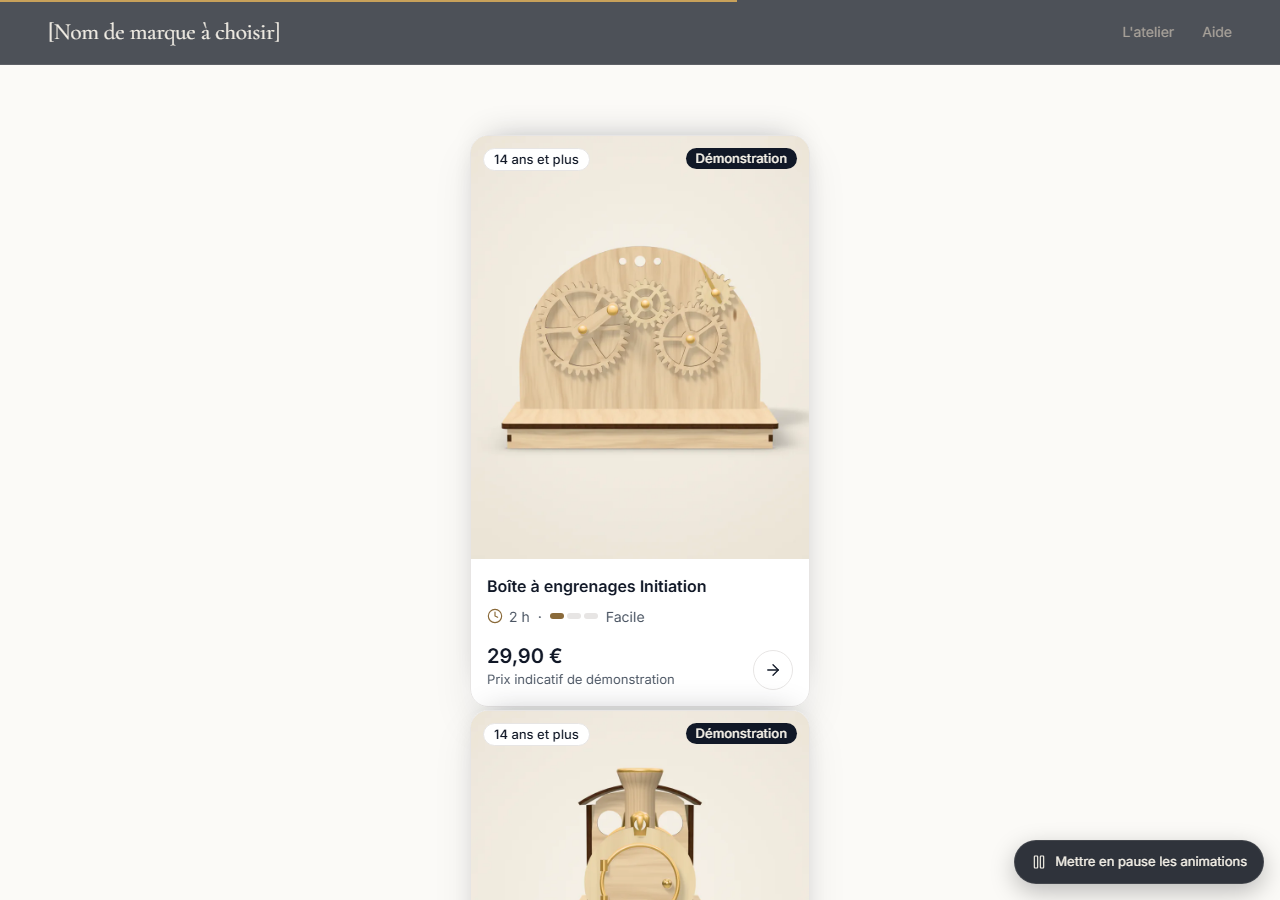 [Nom de marque à choisir]
L'atelier
Aide
14 ans et plus
Démonstration
Boîte à engrenages Initiation
2 h · Facile
29,90 €
Prix indicatif de démonstration
14 ans et plus
Démonstration
Mettre en pause les animations